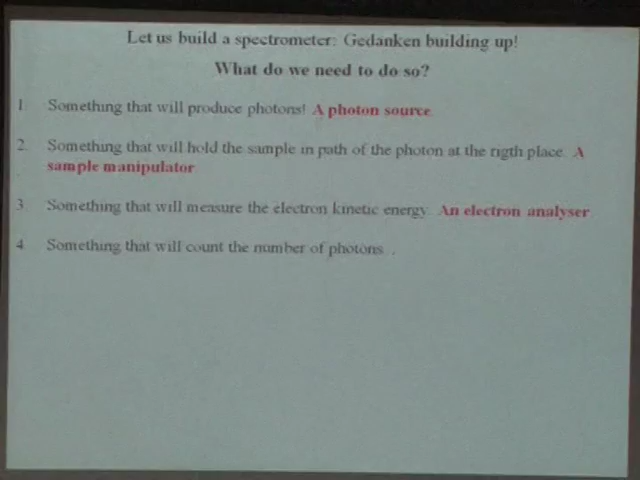 Let us build a spectrometer: Gedanken building up!
What do we need to do so?
1. Something that will produce photons! A photon source.
2. Something that will hold the sample in path of the photon at the rigth place. A
sample manipulator
3. Something that will measure the electron kinetic energy. An electron analyser.
4. Something that will count the number of photons .